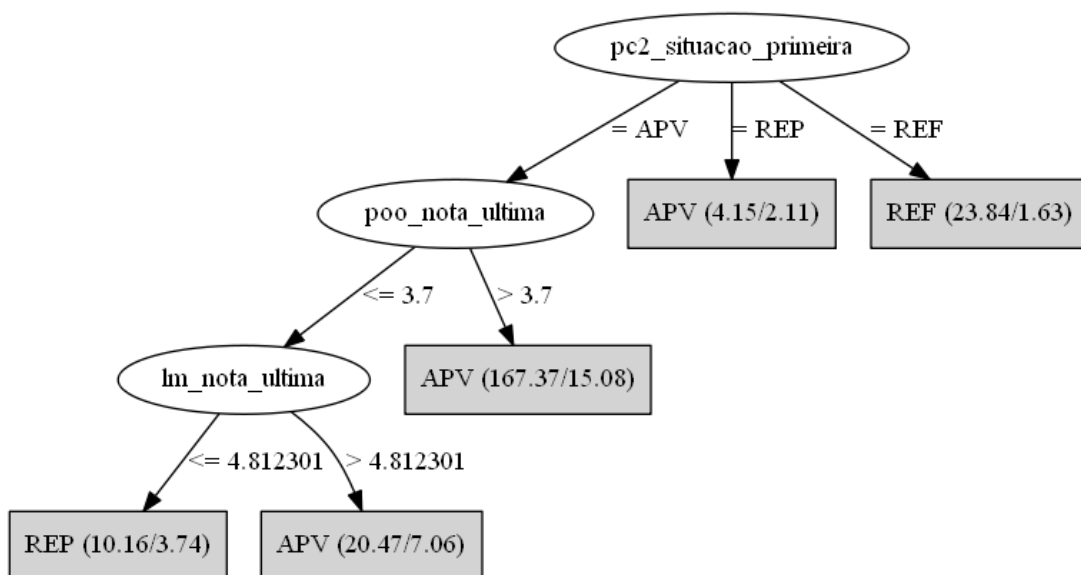 pc2_situacao_primeira
= APV
= REP
= REF
poo_nota_ultima
APV (4.15/2.11)
REF (23.84/1.63)
<= 3.7
> 3.7
lm_nota_ultima
APV (167.37/15.08)
<= 4.812301
> 4.812301
REP (10.16/3.74)
APV (20.47/7.06)